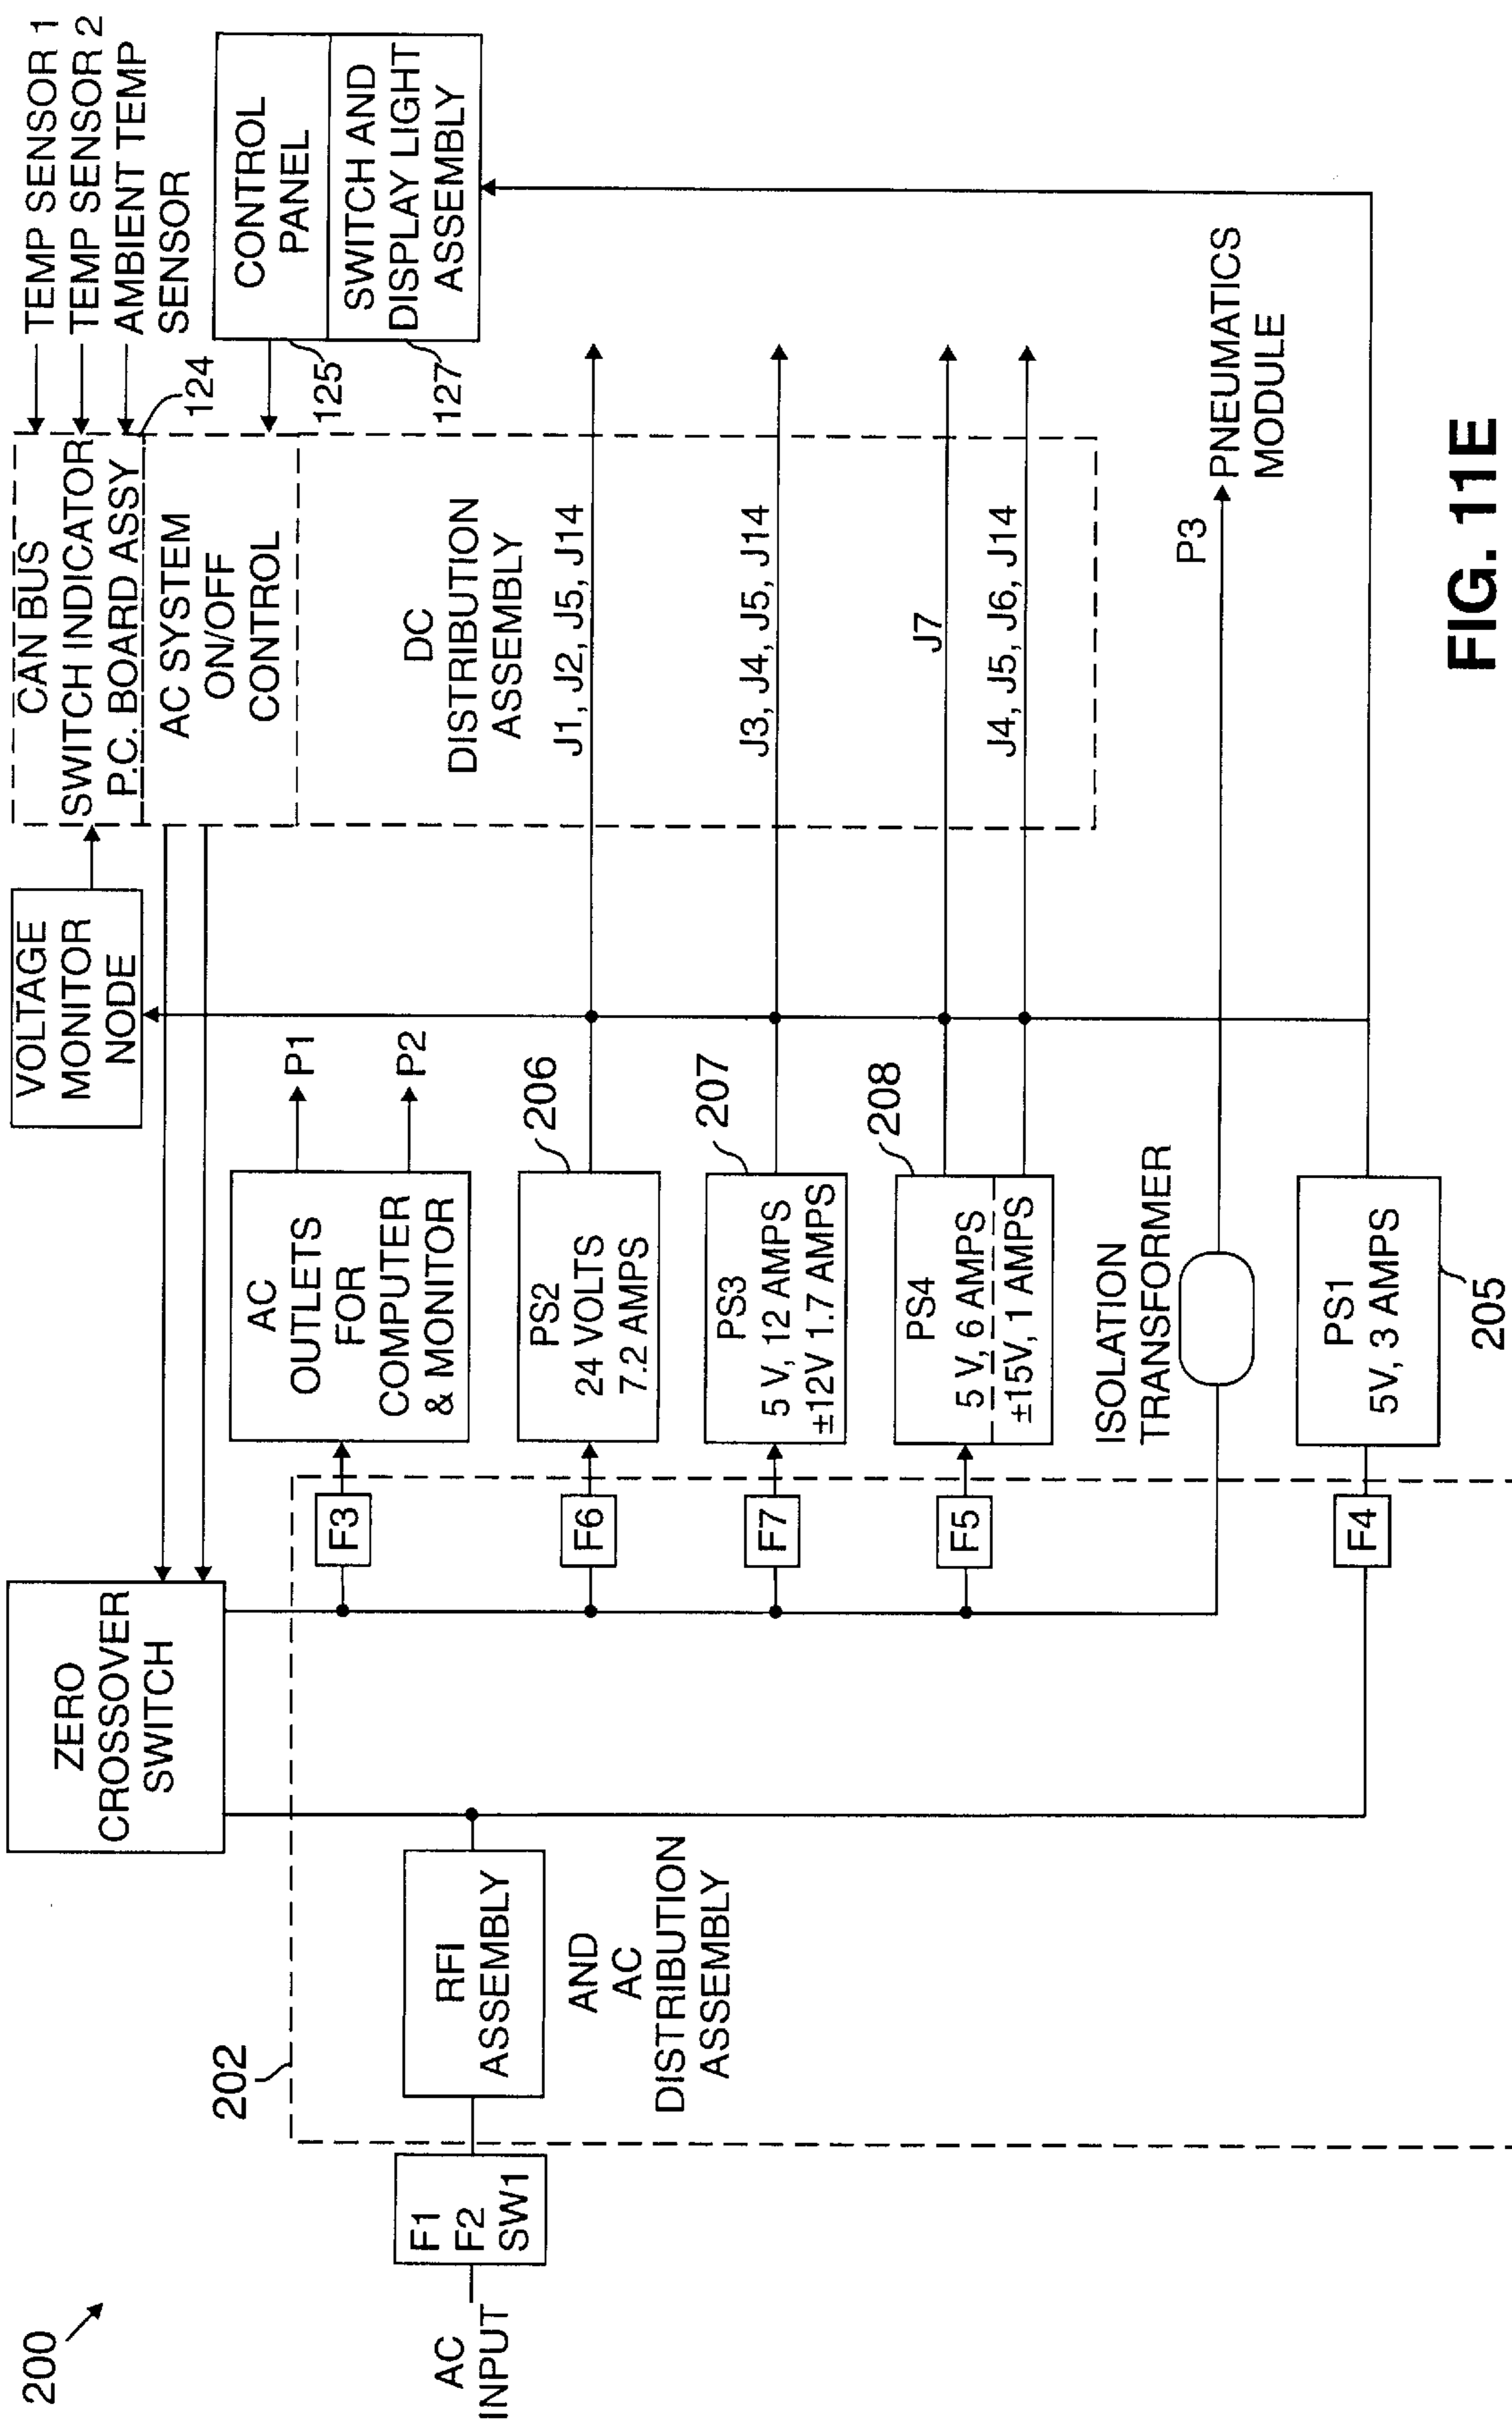 200
AC
INPUT
F1
F2
SW1
202
RFI
ASSEMBLY
AND
AC
DISTRIBUTION
ASSEMBLY
ZERO
CROSSOVER
SWITCH
F3
F6
F7
F5
F4
AC
OUTLETS
FOR
COMPUTER
& MONITOR
P1
P2
PS2
24 VOLTS
7.2 AMPS
206
PS3
5 V, 12 AMPS
±12V 1.7 AMPS
207
PS4
5 V, 6 AMPS
±15V, 1 AMPS
208
ISOLATION
TRANSFORMER
PS1
5V, 3 AMPS
205
VOLTAGE
MONITOR
NODE
CAN BUS
SWITCH INDICATOR
P.C. BOARD ASSY
AC SYSTEM
ON/OFF
CONTROL
DC
DISTRIBUTION
ASSEMBLY
J1, J2, J5, J14
J3, J4, J5, J14
J7
J4, J5, J6, J14
P3
PNEUMATICS
MODULE
TEMP SENSOR 1
TEMP SENSOR 2
AMBIENT TEMP
SENSOR
124
CONTROL
PANEL
125
SWITCH AND
DISPLAY LIGHT
ASSEMBLY
127
FIG. 11E